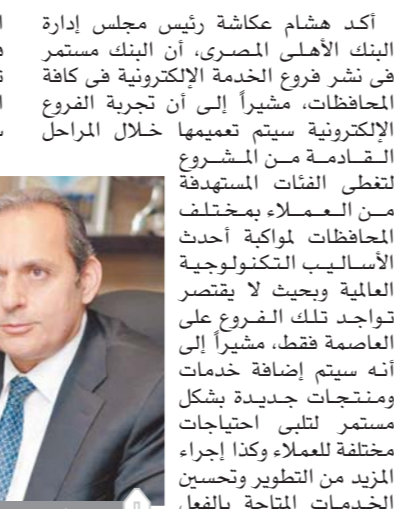 أكد هشام عكاشة رئيس مجلس إدارة
البنك الأهلى المصرى، أن البنك مستمر
فى نشر فروع الخدمة الإلكترونية فى كافة
المحافظات، مشيراً إلى أن تجربة الفروع
الإلكترونية سيتم تعميمها خلال المراحل
القادمة من المشروع
لتغطى الفئات المستهدفة
من العملاء بمختلف
المحافظات لمواكبة أحدث
الأساليب التكنولوجية
العالمية وبحيث لا يقتصر
تواجد تلك الفروع على
العاصمة فقط، مشيراً إلى
أنه سيتم إضافة خدمات
ومنتجات جديدة بشكل
مستمر لتلبى احتياجات
مختلفة للعملاء وكذا إجراء
المزيد من التطوير وتحسين
الخدمات المتاحة بالفعل